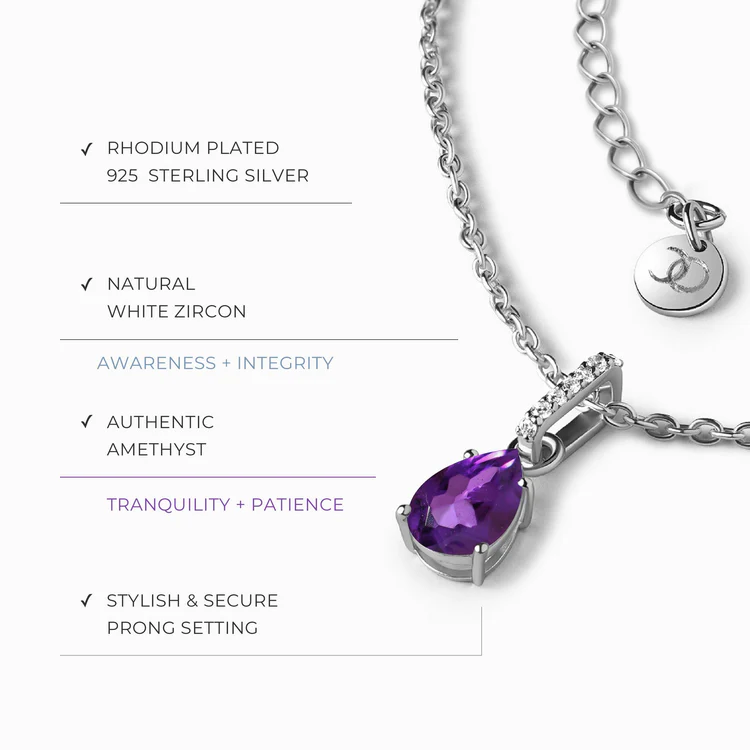 ✓ RHODIUM PLATED
925 STERLING SILVER
✓ NATURAL
WHITE ZIRCON
AWARENESS + INTEGRITY
✓ AUTHENTIC
AMETHYST
TRANQUILITY + PATIENCE
✓ STYLISH & SECURE
PRONG SETTING